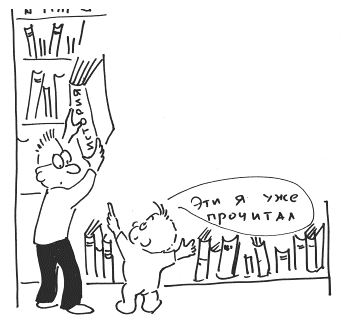 история
Эти я уже
прочитал